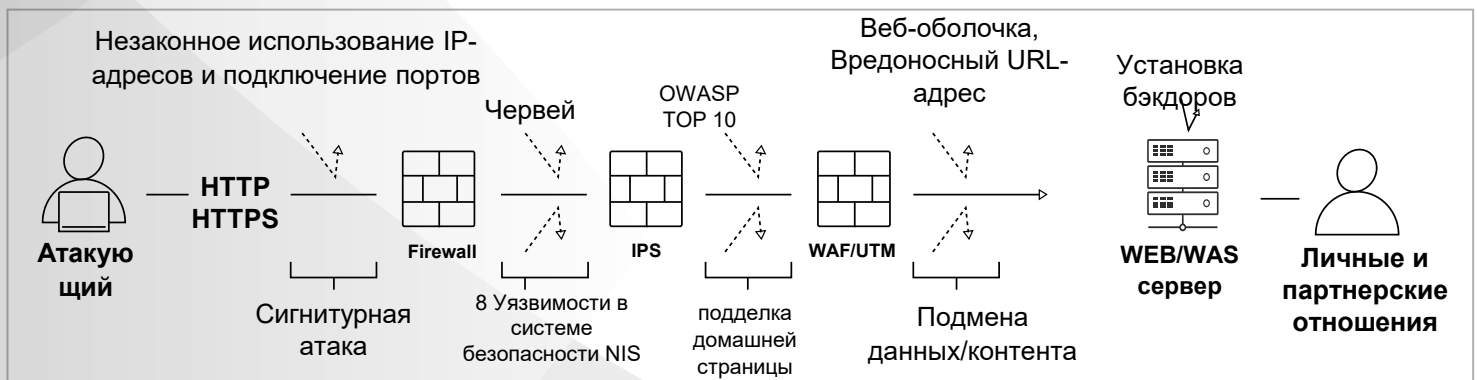 Незаконное использование IP-
адресов и подключение портов
Червей
OWASP
TOP 10
Веб-оболочка,
Вредоносный URL-
адрес
Установка
бэкдоров
HTTP
HTTPS
Атакую
щий
Firewall
IPS
WAF/UTM
WEB/WAS
сервер
Личные и
партнерские
отношения
Сигнитурная
атака
8 Уязвимости в
системе
безопасности NIS
подделка
домашней
страницы
Подмена
данных/контента